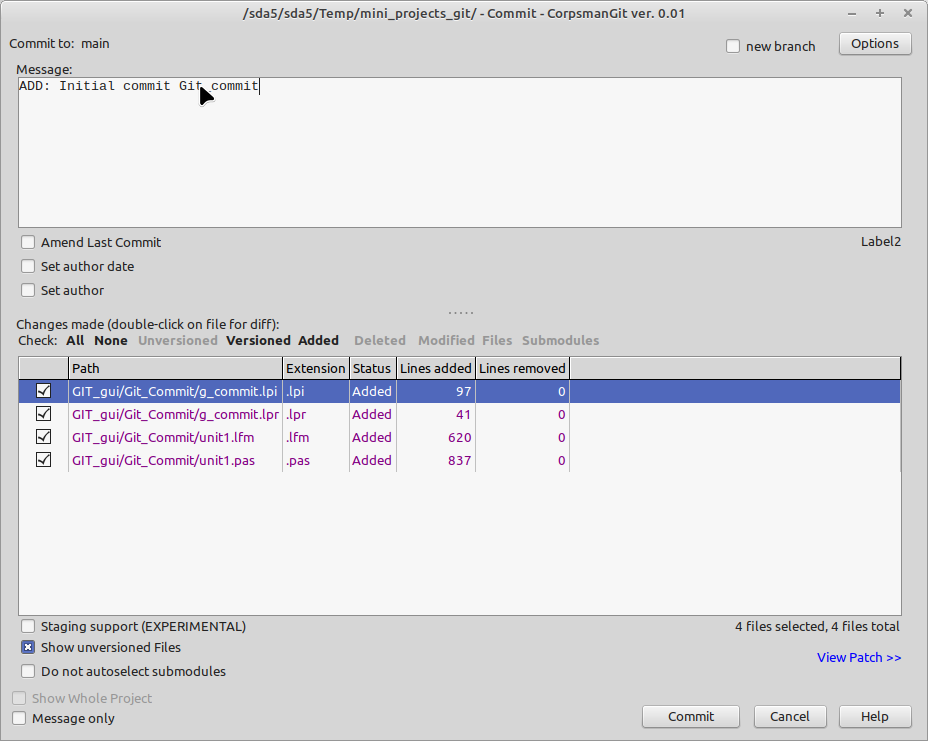 /sda5/sda5/Temp/mini_projects_git/ - Commit - CorpsmanGit ver. 0.01
Commit to: main
new branch
Options
Message:
ADD: Initial commit Git commit
Amend Last Commit
Label2
Set author date
Set author
Changes made (double-click on file for diff):
Check: All None Unversioned Versioned Added Deleted Modified Files Submodules
Path Extension Status Lines added Lines removed
GIT_gui/Git_Commit/g_commit.lpi .lpi Added 97 0
GIT_gui/Git_Commit/g_commit.lpr .lpr Added 41 0
GIT_gui/Git_Commit/unit1.lfm .lfm Added 620 0
GIT_gui/Git_Commit/unit1.pas .pas Added 837 0
Staging support (EXPERIMENTAL)
4 files selected, 4 files total
Show unversioned Files
View Patch >>
Do not autoselect submodules
Show Whole Project
Message only
Commit
Cancel
Help